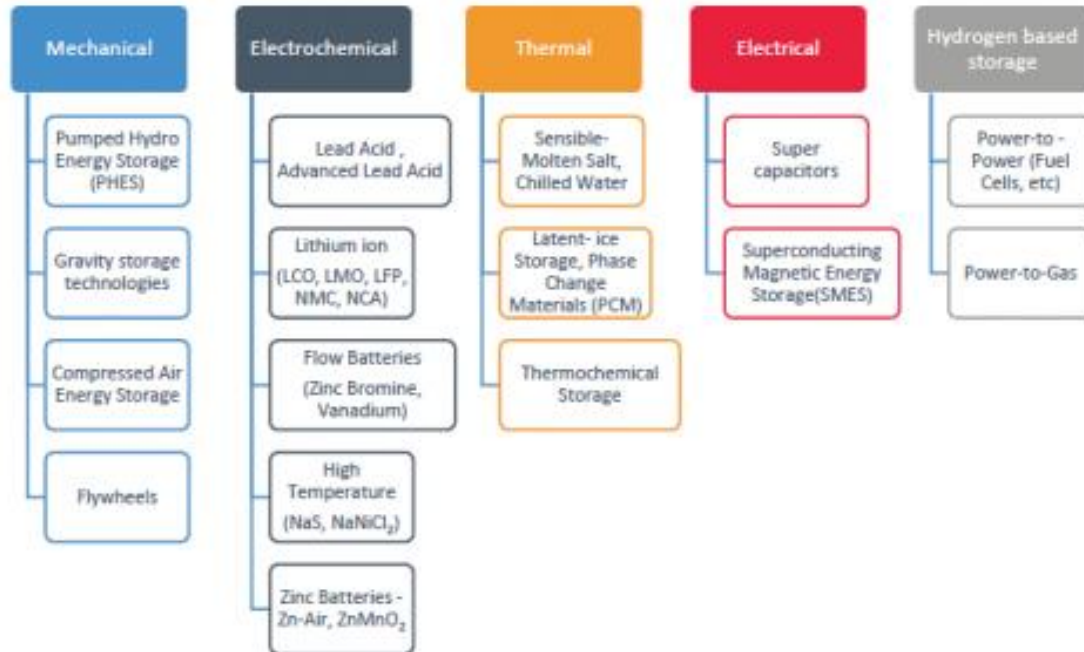 Mechanical
Pumped Hydro
Energy Storage
(PHES)
Gravity storage
technologies
Compressed Air
Energy Storage
Flywheels
Electrochemical
Lead Acid ,
Advanced Lead Acid
Lithium ion
(LCO, LMO, LFP,
NMC, NCA)
Flow Batteries
(Zinc Bromine,
Vanadium)
High
Temperature
(NaS, NaNiCl₂)
Zinc Batteries -
Zn-Air, ZnMnO₂
Thermal
Sensible-
Molten Salt,
Chilled Water
Latent- ice
Storage, Phase
Change
Materials (PCM)
Thermochemical
Storage
Electrical
Super
capacitors
Superconducting
Magnetic Energy
Storage(SMES)
Hydrogen based
storage
Power-to -
Power (Fuel
Cells, etc)
Power-to-Gas